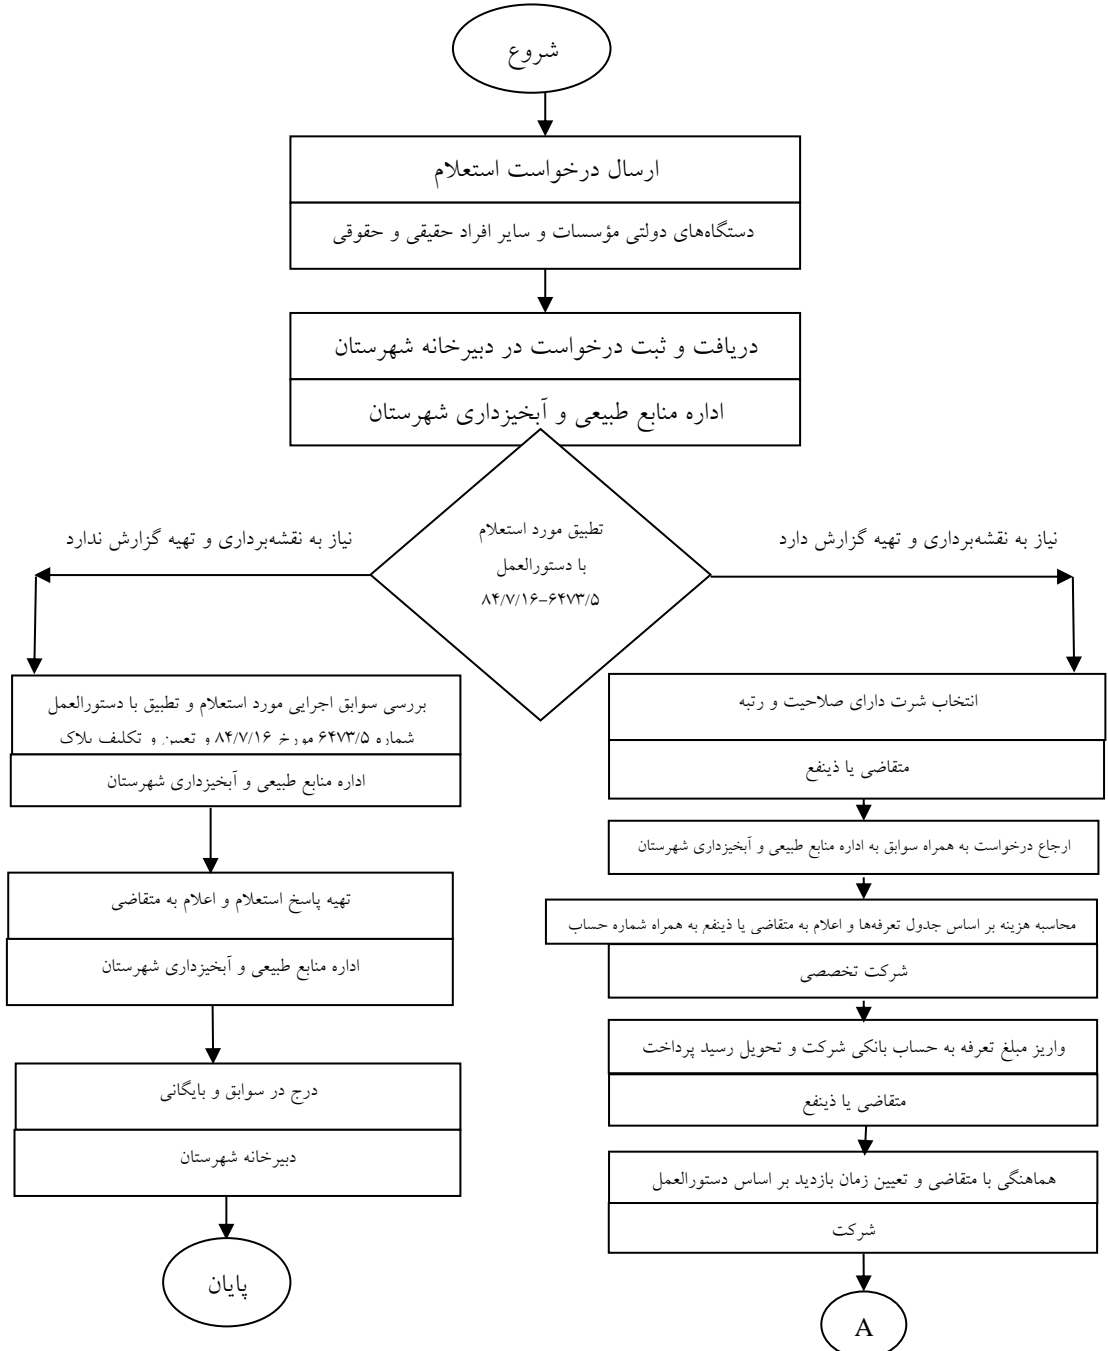 شروع
ارسال درخواست استعلام
دستگاه‌های دولتی مؤسسات و سایر افراد حقیقی و حقوقی
دریافت و ثبت درخواست در دبیرخانه شهرستان
اداره منابع طبیعی و آبخیزداری شهرستان
تطبیق مورد استعلام
با دستورالعمل
۸۴/۷/۱۶-۶۴۷۳/۵
نیاز به نقشه‌برداری و تهیه گزارش دارد
انتخاب شرت دارای صلاحیت و رتبه
متقاضی یا ذینفع
ارجاع درخواست به همراه سوابق به اداره منابع طبیعی و آبخیزداری شهرستان
محاسبه هزینه بر اساس جدول تعرفه‌ها و اعلام به متقاضی یا ذینفع به همراه شماره حساب
شرکت تخصصی
واریز مبلغ تعرفه به حساب بانکی شرکت و تحویل رسید پرداخت
متقاضی یا ذینفع
هماهنگی با متقاضی و تعیین زمان بازدید بر اساس دستورالعمل
شرکت
A
نیاز به نقشه‌برداری و تهیه گزارش ندارد
بررسی سوابق اجرایی مورد استعلام و تطبیق با دستورالعمل
شماره ۶۴۷۳/۵ مورخ ۸۴/۷/۱۶ و تعیین و تکلیف پلاک
اداره منابع طبیعی و آبخیزداری شهرستان
تهیه پاسخ استعلام و اعلام به متقاضی
اداره منابع طبیعی و آبخیزداری شهرستان
درج در سوابق و بایگانی
دبیرخانه شهرستان
پایان